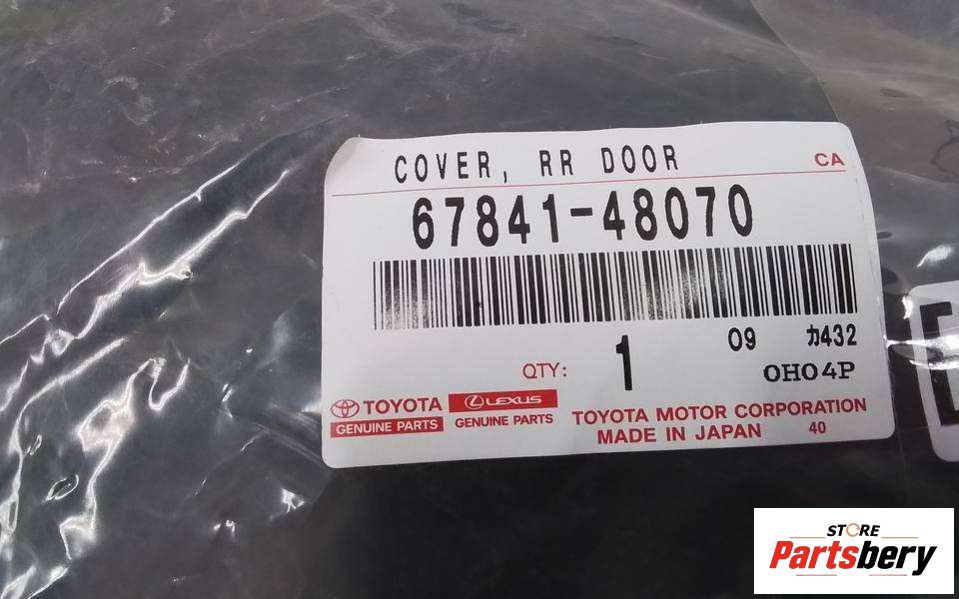 COVER, RR DOOR
CA
67841-48070
QTY: 1
09 カ432
0H04P
TOYOTA
GENUINE PARTS
LEXUS
GENUINE PARTS
TOYOTA MOTOR CORPORATION
MADE IN JAPAN 40
STORE
Partsbery